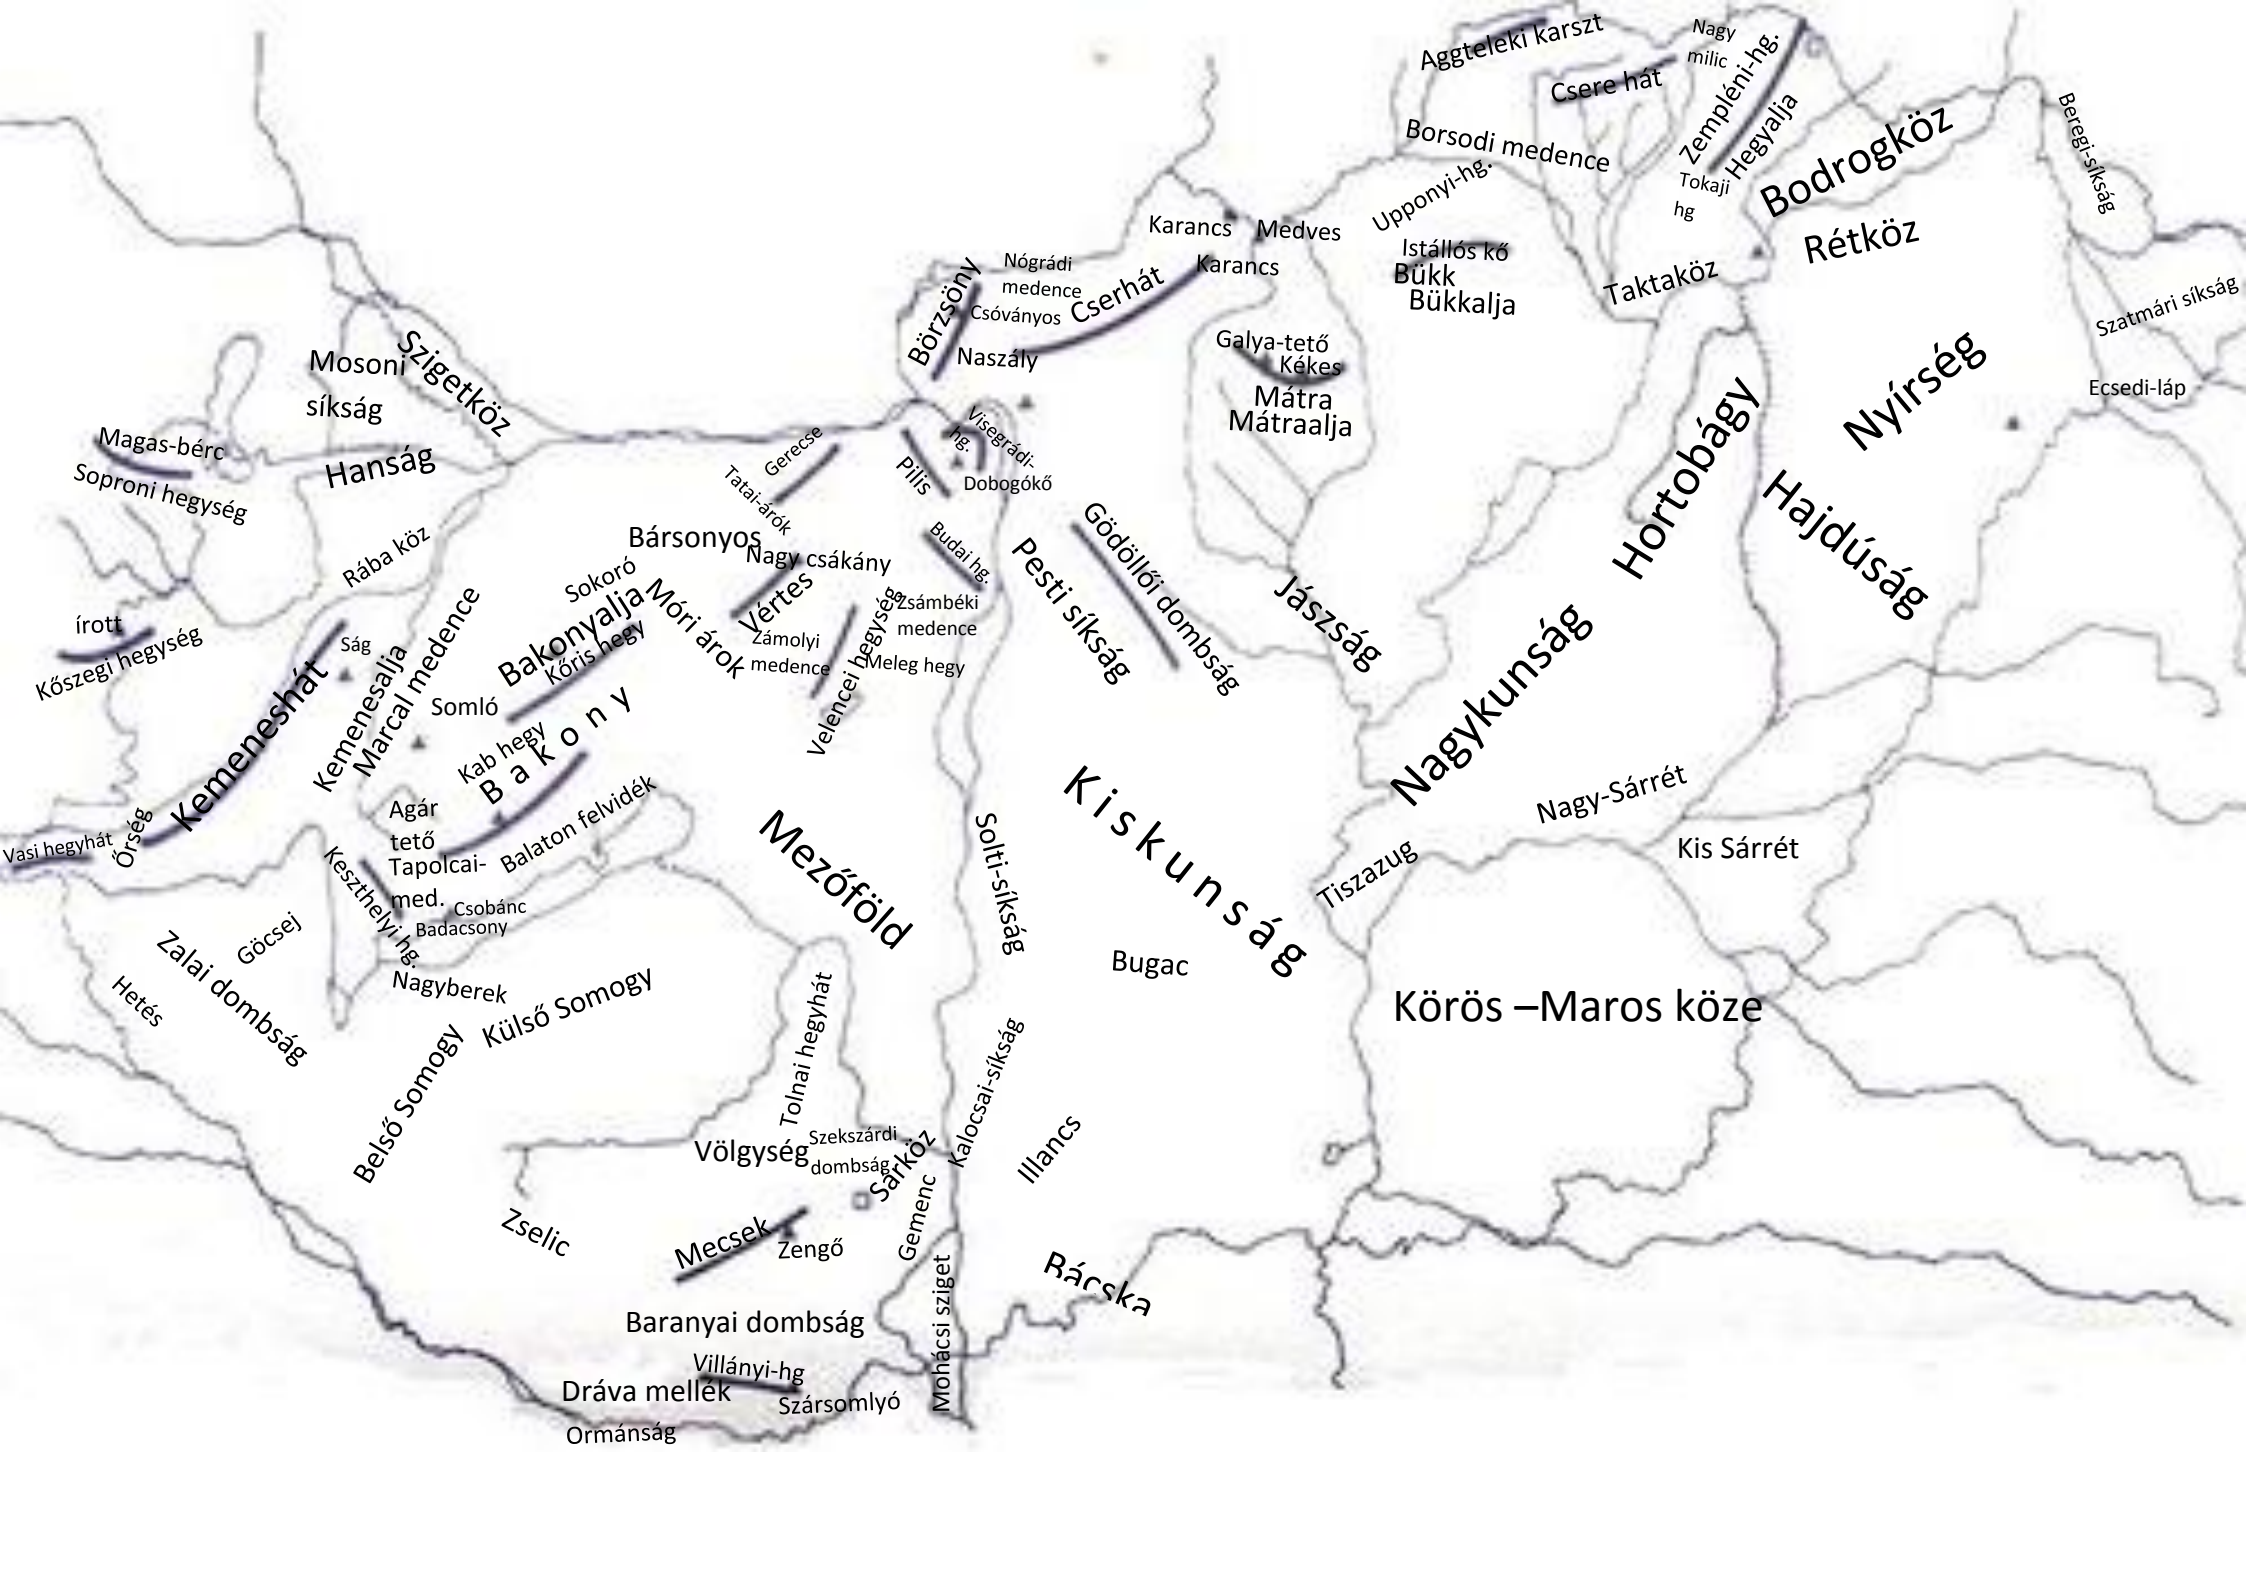 Aggteleki karszt
Nagy
milic
Csere hát
Zempléni-hg.
Hegyalja
Tokaji
hg
Borsodi medence
Bodrogköz
Beregi-síkság
Upponyi-hg.
Rétköz
Karancs
Medves
Karancs
Istállós kő
Bükk
Bükkalja
Taktaköz
Szatmári síkság
Nógrádi
medence
Börzsöny
Csóványos
Cserhát
Naszály
Galya-tető
Kékes
Mátra
Mátraalja
Nyírség
Ecsedi-láp
Mosoni
síkság
Szigetköz
Magas-bérc
Soproni hegység
Hanság
Gerecse
Tatai-árók
Pilis
Visegrádi-
hg.
Dobogókő
Hortobágy
Hajdúság
Bársonyos
Nagy csákány
Budai hg.
Gödöllői dombság
Pesti síkság
Rába köz
Sokoró
Bakonyalja
Kőris hegy
Móri árok
Vértes
Zámolyi
medence
Velencei hegység
Zsámbéki
medence
Meleg hegy
Jászság
írott
Kőszegi hegység
Ság
Kemeneshát
Kemenesalja
Marcal medence
Somló
Kab hegy
Bakony
Nagykunság
Kiskunság
Nagy-Sárrét
Kis Sárrét
Tiszazug
Vasi hegyhát
Őrség
Agár
tető
Tapolcai-
med.
Balaton felvidék
Keszthelyi hg.
Csobánc
Badacsony
Mezőföld
Solti-síkság
Göcsej
Zalai dombság
Hetés
Nagyberek
Külső Somogy
Belső Somogy
Bugac
Körös –Maros köze
Tolnai hegyhát
Kalocsai-síkság
Illancs
Völgység
Szekszárdi
dombság
Sárköz
Gemenc
Zselic
Mecsek
Zengő
Mohácsi sziget
Bácska
Baranyai dombság
Villányi-hg
Dráva mellék
Szársomlyó
Ormánság